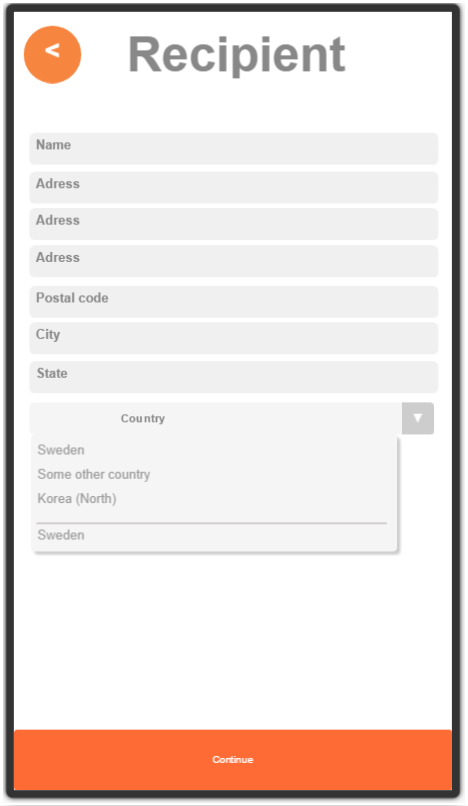 <
Recipient
Name
Adress
Adress
Adress
Postal code
City
State
Country ▼
Sweden
Some other country
Korea (North)
Sweden
Continue